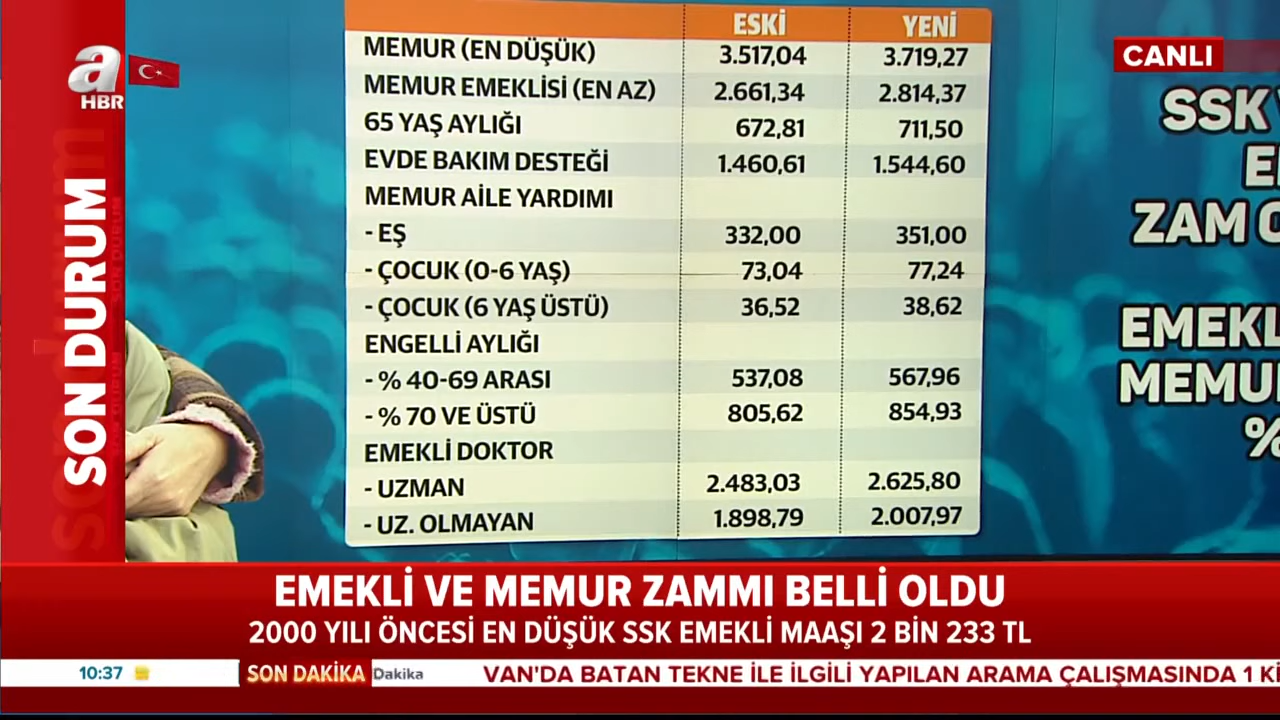 a
HBR
SON DURUM
CANLI
ESKİ YENİ
MEMUR (EN DÜŞÜK) 3.517,04 3.719,27
MEMUR EMEKLİSİ (EN AZ) 2.661,34 2.814,37
65 YAŞ AYLIĞI 672,81 711,50
EVDE BAKIM DESTEĞİ 1.460,61 1.544,60
MEMUR AİLE YARDIMI
- EŞ 332,00 351,00
- ÇOCUK (0-6 YAŞ) 73,04 77,24
- ÇOCUK (6 YAŞ ÜSTÜ) 36,52 38,62
ENGELLİ AYLIĞI
- % 40-69 ARASI 537,08 567,96
- % 70 VE ÜSTÜ 805,62 854,93
EMEKLİ DOKTOR
- UZMAN 2.483,03 2.625,80
- UZ. OLMAYAN 1.898,79 2.007,97
SSK
ZAM
EMEKL
MEMU
%
EMEKLİ VE MEMUR ZAMMI BELLİ OLDU
2000 YILI ÖNCESİ EN DÜŞÜK SSK EMEKLİ MAAŞI 2 BİN 233 TL
10:37 SON DAKİKA Dakika VAN'DA BATAN TEKNE İLE İLGİLİ YAPILAN ARAMA ÇALIŞMASINDA 1 Kİ